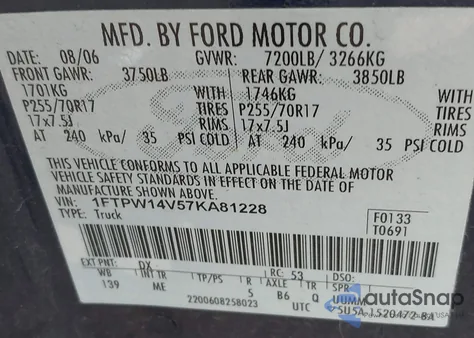 MFD. BY FORD MOTOR CO.
DATE: 08/06 GVWR: 7200LB/ 3266KG
FRONT GAWR: 3750LB REAR GAWR: 3850LB
1701KG WITH 1746KG WITH
P255/70R17 TIRES P255/70R17 TIRES
17x7.5J RIMS 17x7.5J RIMS
AT 240 kPa/ 35 PSI COLD AT 240 kPa/ 35 PSI COLD
THIS VEHICLE CONFORMS TO ALL APPLICABLE FEDERAL MOTOR
VEHICLE SAFETY STANDARDS IN EFFECT ON THE DATE OF
MANUFACTURE SHOWN ABOVE.
VIN: 1FTPW14V57KA81228
TYPE: Truck
F0133
T0691
EXT PNT: DX RC: 53 DSO:
WB INT TR TP/PS R AXLE TR
139 ME S B6 Q
2200608258023 UTC
autoSnap